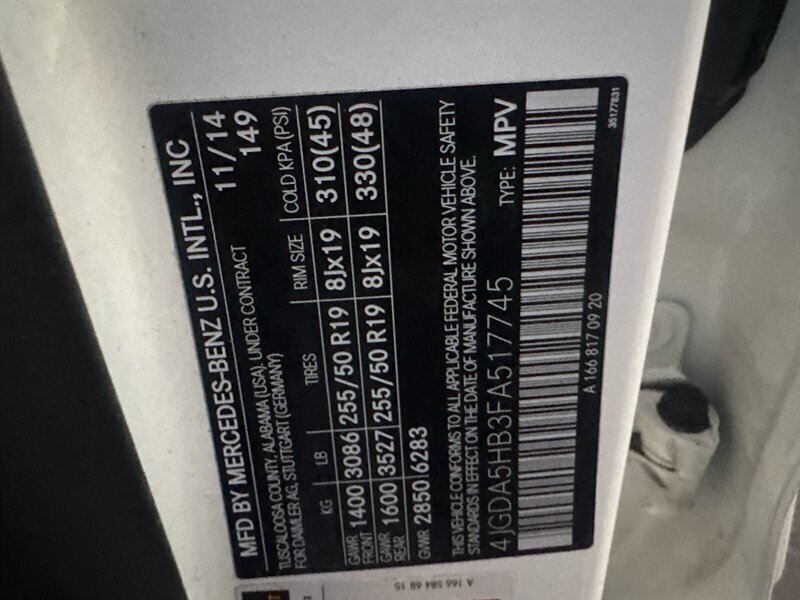 MFD BY MERCEDES-BENZ U.S. INTL., INC
TUSCALOOSA COUNTY, ALABAMA (USA), UNDER CONTRACT 11/14
FOR DAIMLER AG, STUTTGART (GERMANY) 149
KG LB TIRES RIM SIZE COLD KPA (PSI)
GAWR FRONT 1400 3086 255/50 R19 8Jx19 310(45)
GAWR REAR 1600 3527 255/50 R19 8Jx19 330(48)
GVWR 2850 6283
THIS VEHICLE CONFORMS TO ALL APPLICABLE FEDERAL MOTOR VEHICLE SAFETY
STANDARDS IN EFFECT ON THE DATE OF MANUFACTURE SHOWN ABOVE.
4JGDA5HB3FA517745 TYPE: MPV
A 166 817 09 20
35177631
A 166 584 68 15